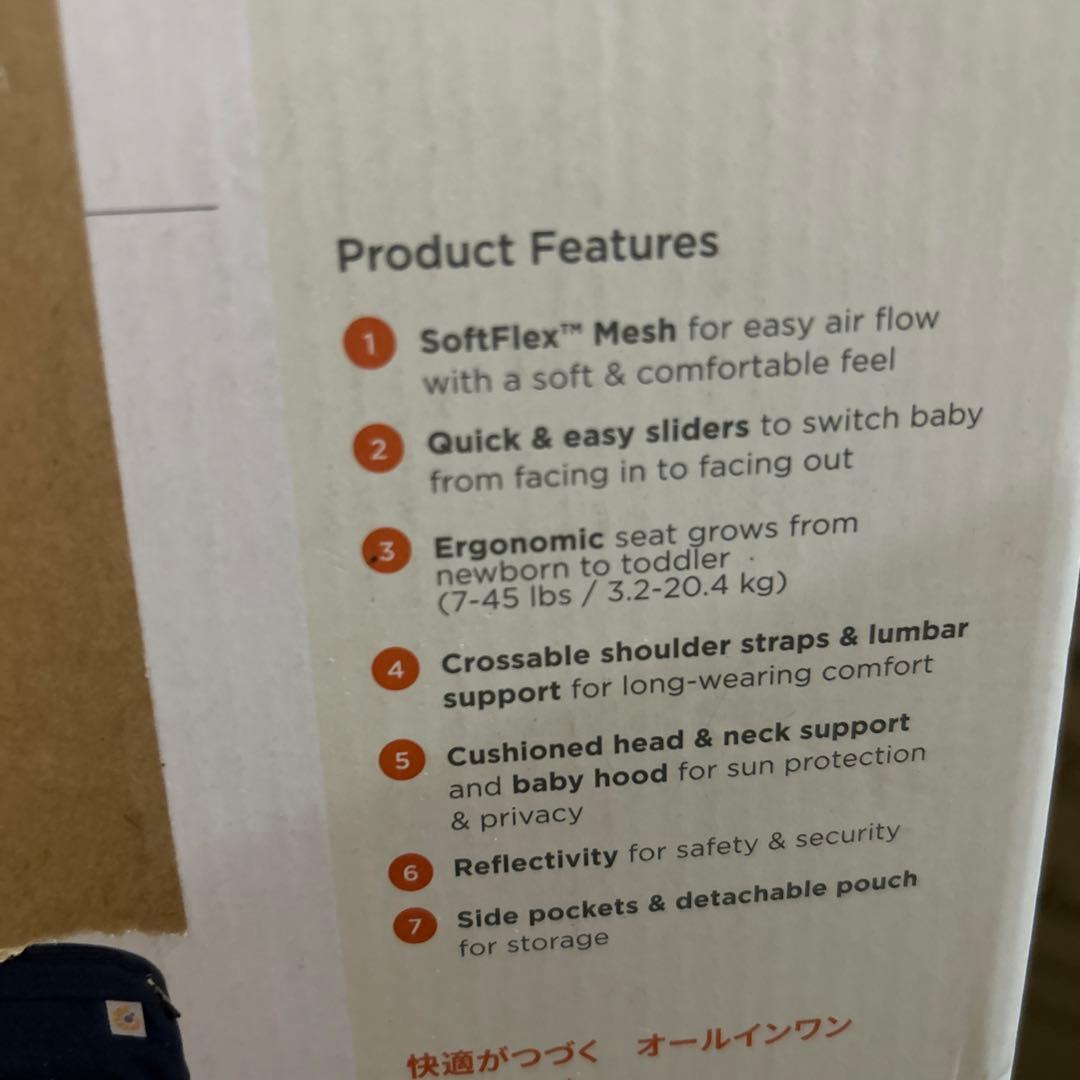 Product Features
1 SoftFlex™ Mesh for easy air flow
with a soft & comfortable feel
2 Quick & easy sliders to switch baby
from facing in to facing out
3 Ergonomic seat grows from
newborn to toddler
(7-45 lbs / 3.2-20.4 kg)
4 Crossable shoulder straps & lumbar
support for long-wearing comfort
5 Cushioned head & neck support
and baby hood for sun protection
& privacy
6 Reflectivity for safety & security
7 Side pockets & detachable pouch
for storage
快適がつづく オールインワン